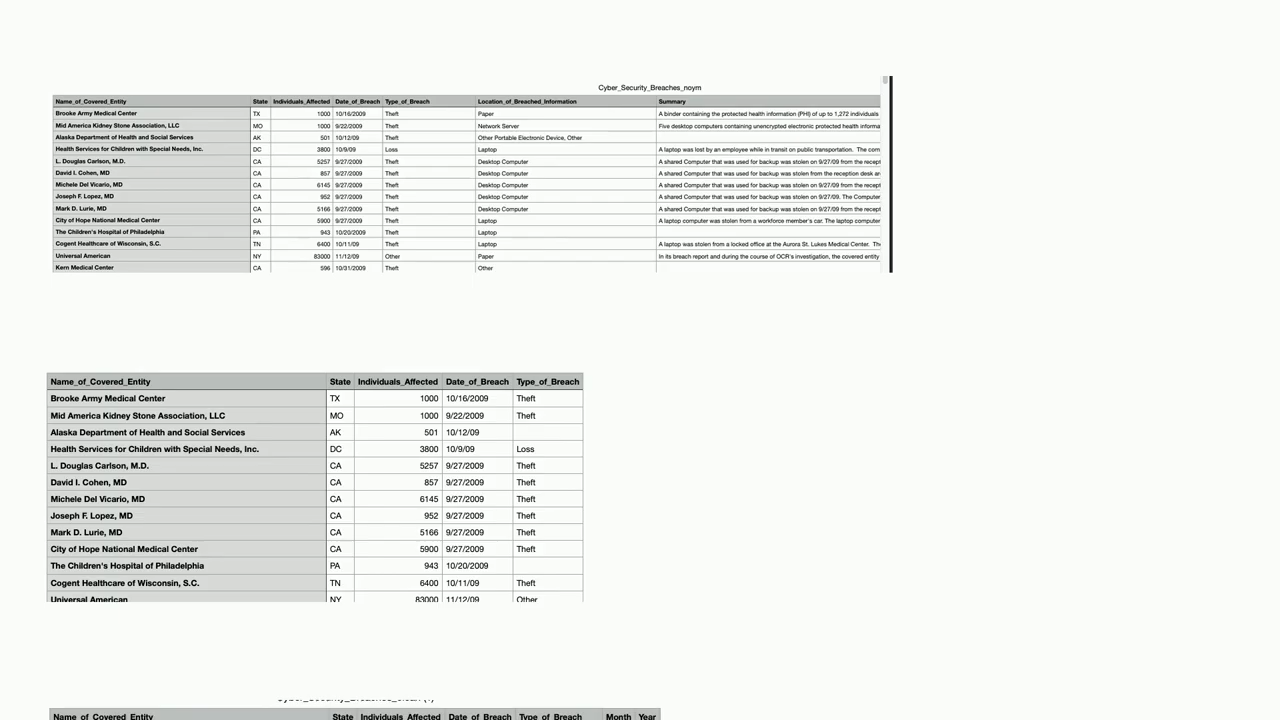 Cyber_Security_Breaches_noym
Name_of_Covered_Entity State Individuals_Affected Date_of_Breach Type_of_Breach Location_of_Breached_Information Summary
Brooke Army Medical Center TX 1000 10/16/2009 Theft Paper A binder containing the protected health information (PHI) of up to 1,272 individuals
Mid America Kidney Stone Association, LLC MO 1000 9/22/2009 Theft Network Server Five desktop computers containing unencrypted electronic protected health informa
Alaska Department of Health and Social Services AK 501 10/12/09 Theft Other Portable Electronic Device, Other
Health Services for Children with Special Needs, Inc. DC 3800 10/9/09 Loss Laptop A laptop was lost by an employee while in transit on public transportation. The com
L. Douglas Carlson, M.D. CA 5257 9/27/2009 Theft Desktop Computer A shared Computer that was used for backup was stolen on 9/27/09 from the recept
David I. Cohen, MD CA 857 9/27/2009 Theft Desktop Computer A shared Computer that was used for backup was stolen from the reception desk ar
Michele Del Vicario, MD CA 6145 9/27/2009 Theft Desktop Computer A shared Computer that was used for backup was stolen on 9/27/09 from the recept
Joseph F. Lopez, MD CA 952 9/27/2009 Theft Desktop Computer A shared Computer that was used for backup was stolen on 9/27/09. The Computer
Mark D. Lurie, MD CA 5166 9/27/2009 Theft Desktop Computer A shared Computer that was used for backup was stolen on 9/27/09 from the recept
City of Hope National Medical Center CA 5900 9/27/2009 Theft Laptop A laptop computer was stolen from a workforce member's car. The laptop computer
The Children's Hospital of Philadelphia PA 943 10/20/2009 Theft Laptop
Cogent Healthcare of Wisconsin, S.C. TN 6400 10/11/09 Theft Laptop A laptop was stolen from a locked office at the Aurora St. Lukes Medical Center. The
Universal American NY 83000 11/12/09 Other Paper In its breach report and during the course of OCR's investigation, the covered entity
Kern Medical Center CA 596 10/31/2009 Theft Other
Name_of_Covered_Entity State Individuals_Affected Date_of_Breach Type_of_Breach
Brooke Army Medical Center TX 1000 10/16/2009 Theft
Mid America Kidney Stone Association, LLC MO 1000 9/22/2009 Theft
Alaska Department of Health and Social Services AK 501 10/12/09
Health Services for Children with Special Needs, Inc. DC 3800 10/9/09 Loss
L. Douglas Carlson, M.D. CA 5257 9/27/2009 Theft
David I. Cohen, MD CA 857 9/27/2009 Theft
Michele Del Vicario, MD CA 6145 9/27/2009 Theft
Joseph F. Lopez, MD CA 952 9/27/2009 Theft
Mark D. Lurie, MD CA 5166 9/27/2009 Theft
City of Hope National Medical Center CA 5900 9/27/2009 Theft
The Children's Hospital of Philadelphia PA 943 10/20/2009
Cogent Healthcare of Wisconsin, S.C. TN 6400 10/11/09 Theft
Universal American NY 83000 11/12/09 Other
Name_of_Covered_Entity State Individuals_Affected Date_of_Breach Type_of_Breach Month Year